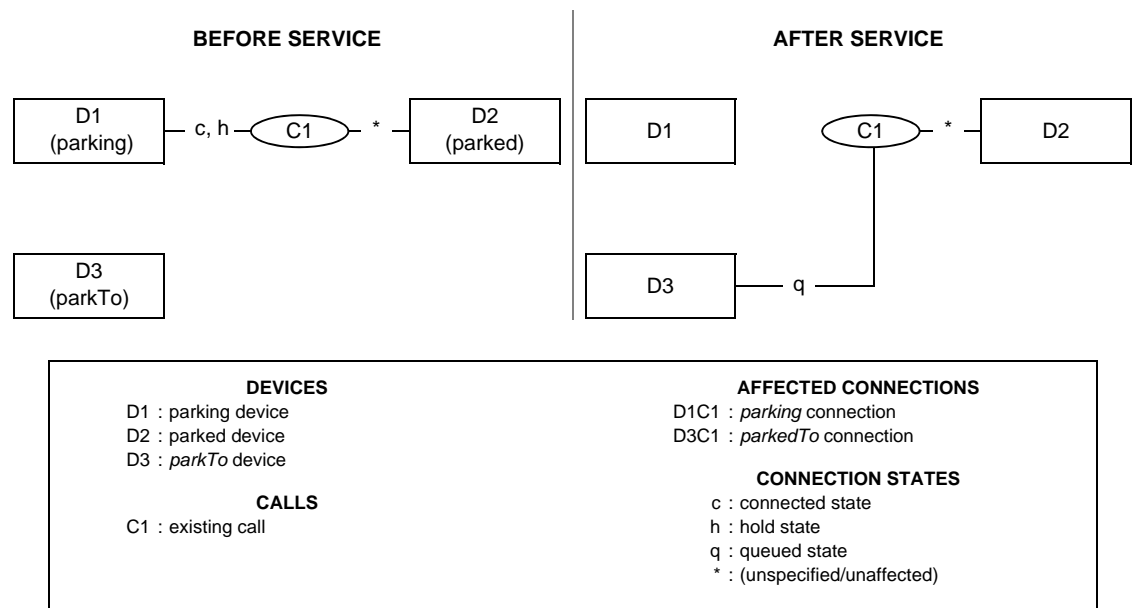 BEFORE SERVICE
D1
(parking)
c, h
C1
*
D2
(parked)
D3
(parkTo)
AFTER SERVICE
D1
C1
*
D2
D3
q
DEVICES
D1 : parking device
D2 : parked device
D3 : parkTo device
CALLS
C1 : existing call
AFFECTED CONNECTIONS
D1C1 : parking connection
D3C1 : parkedTo connection
CONNECTION STATES
c : connected state
h : hold state
q : queued state
* : (unspecified/unaffected)